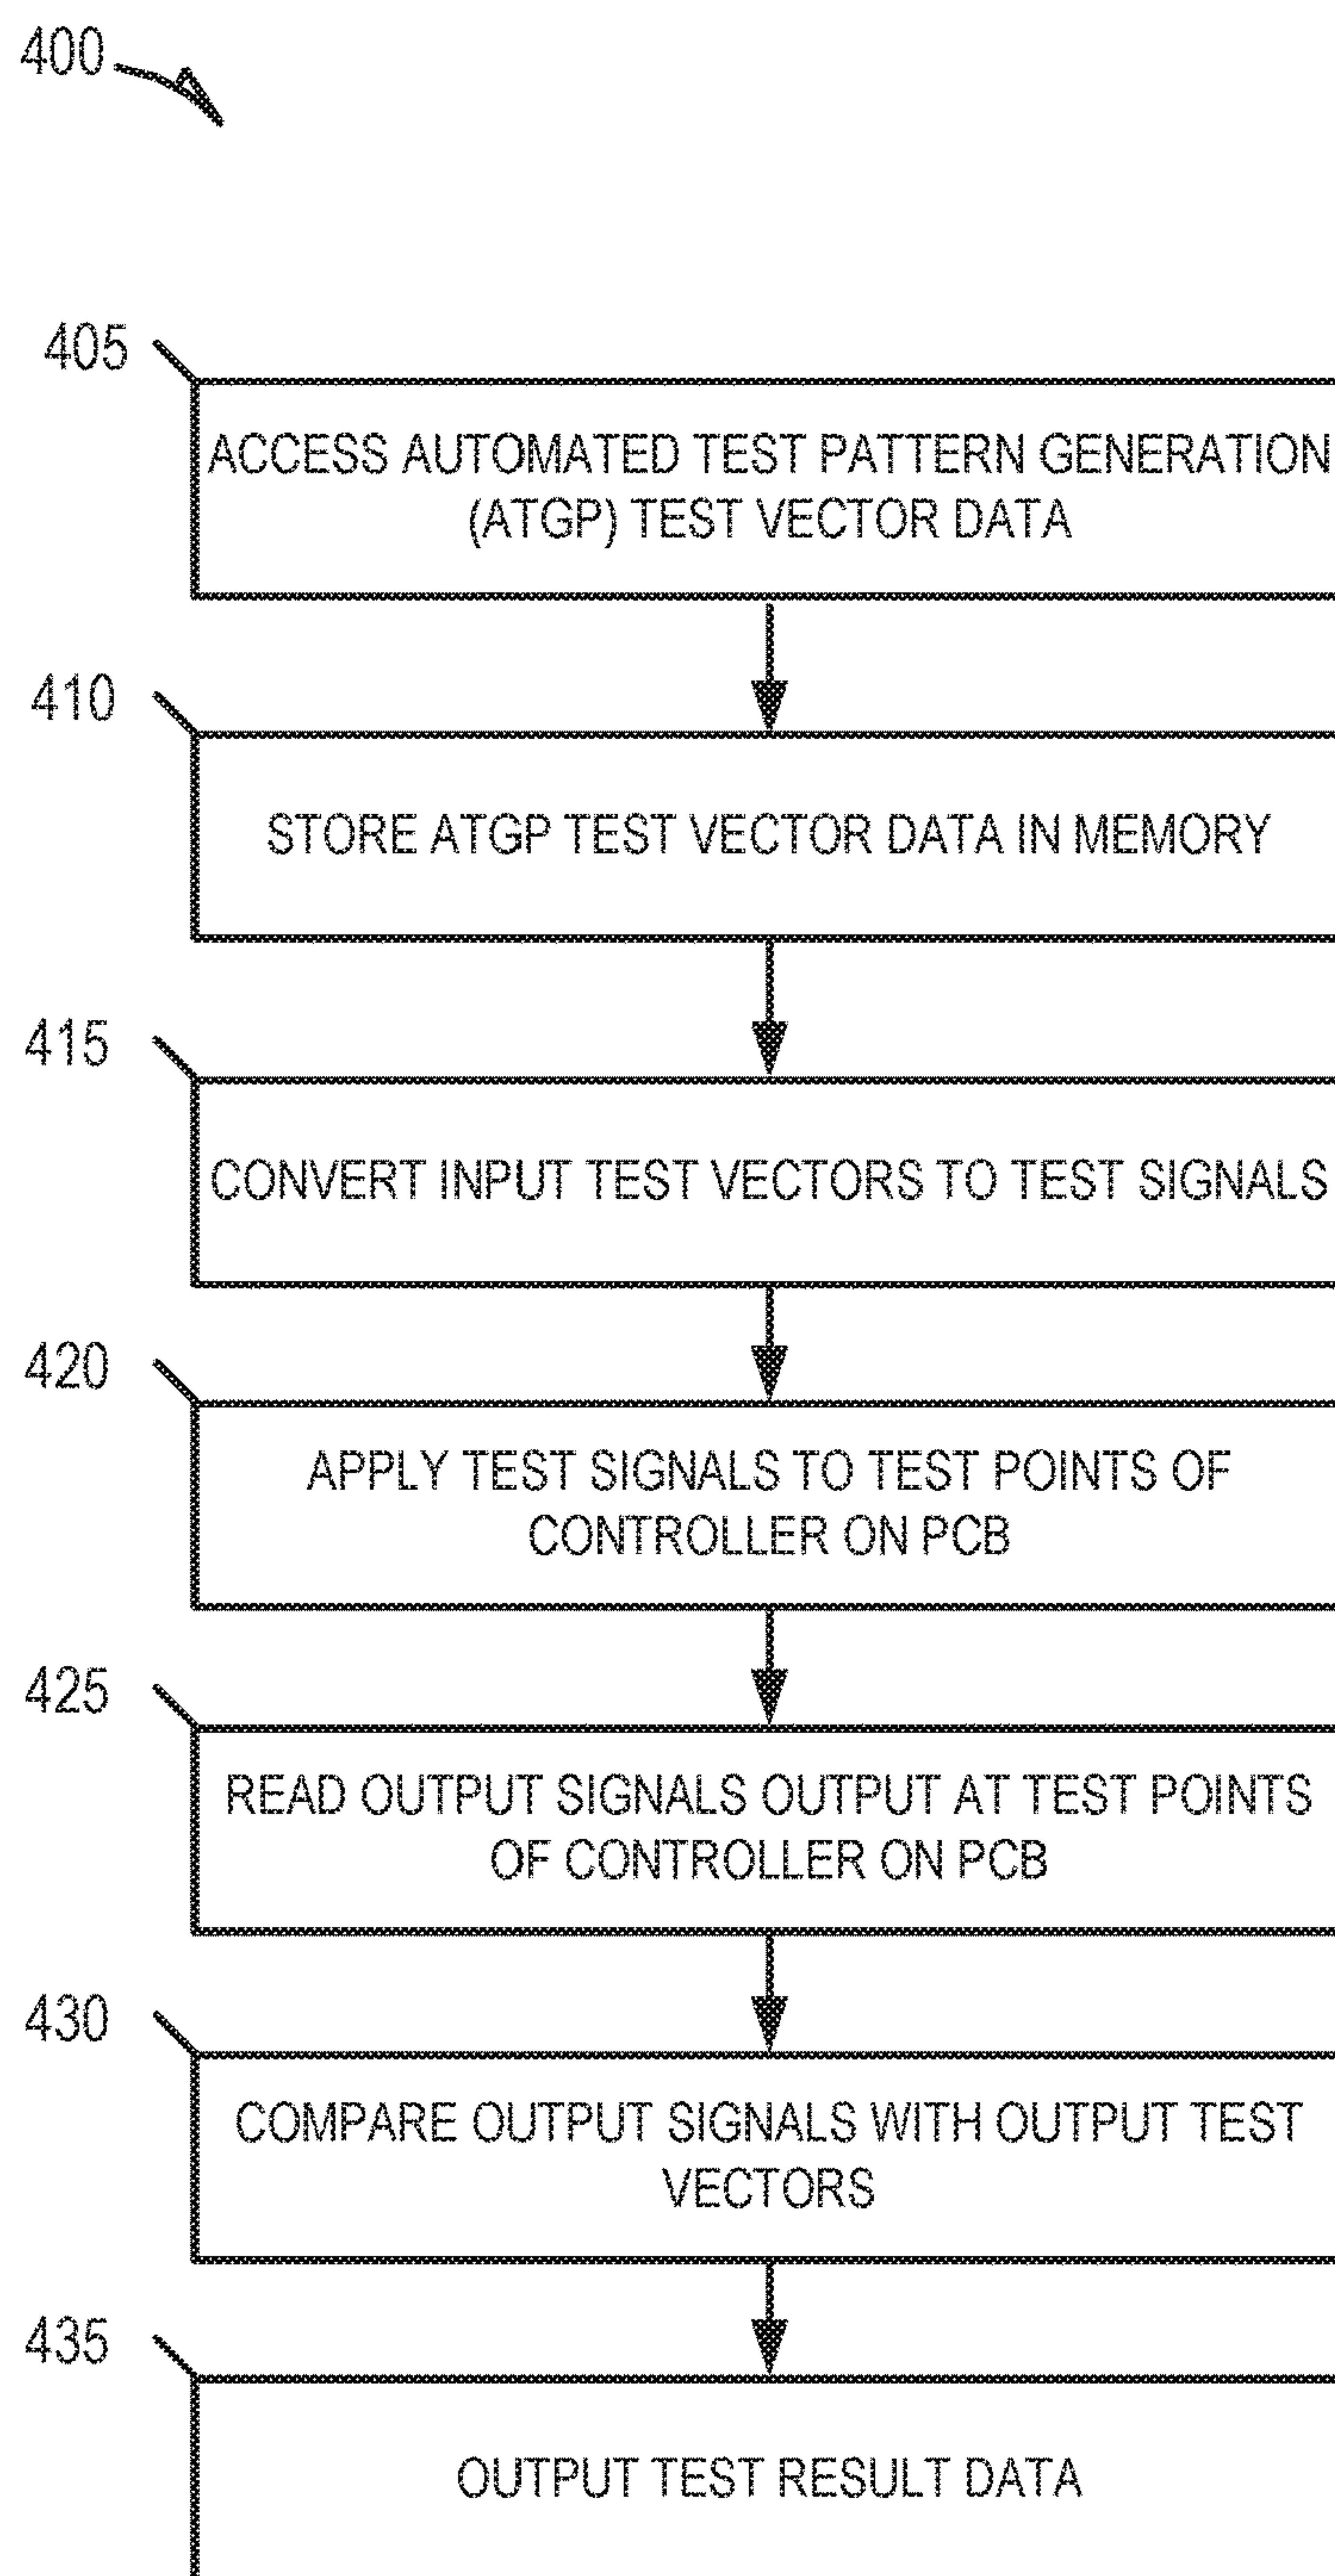 400
405
ACCESS AUTOMATED TEST PATTERN GENERATION
(ATGP) TEST VECTOR DATA
410
STORE ATGP TEST VECTOR DATA IN MEMORY
415
CONVERT INPUT TEST VECTORS TO TEST SIGNALS
420
APPLY TEST SIGNALS TO TEST POINTS OF
CONTROLLER ON PCB
425
READ OUTPUT SIGNALS OUTPUT AT TEST POINTS
OF CONTROLLER ON PCB
430
COMPARE OUTPUT SIGNALS WITH OUTPUT TEST
VECTORS
435
OUTPUT TEST RESULT DATA